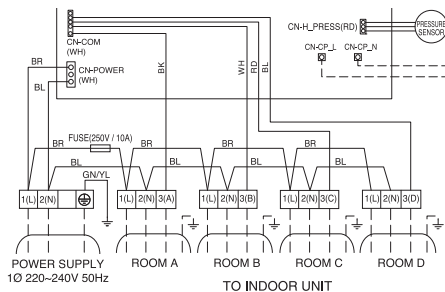 CN-COM
(WH)
CN-H_PRESS(RD)
PRESSURE
SENSOR
CN-CP_L
CN-CP_N
BR
CN-POWER
(WH)
BL
BK
WH
RD
BL
FUSE(250V / 10A)
BR
BR
BR
BR
BL
BL
BL
BL
GN/YL
1(L)
2(N)
1(L)
2(N)
3(A)
1(L)
2(N)
3(B)
1(L)
2(N)
3(C)
1(L)
2(N)
3(D)
POWER SUPPLY
1Ø 220~240V 50Hz
ROOM A
ROOM B
ROOM C
ROOM D
TO INDOOR UNIT